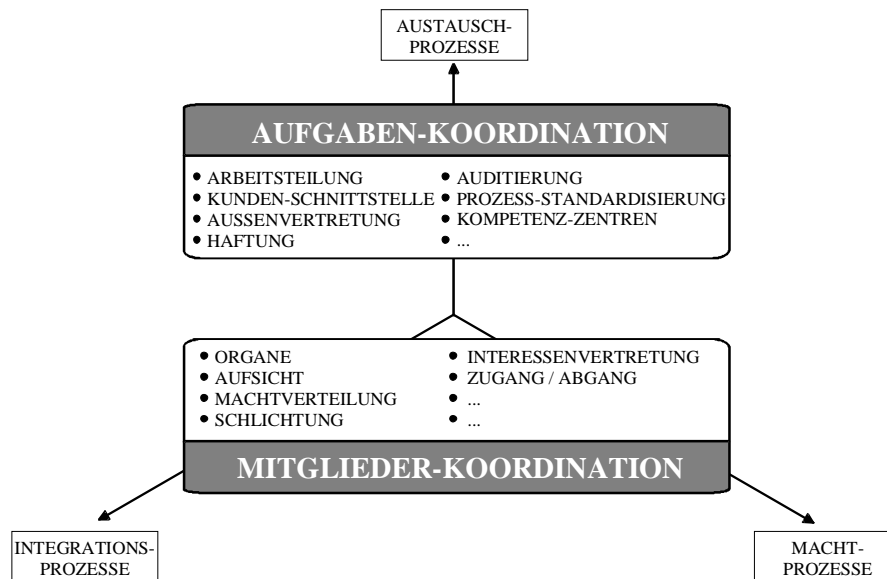 AUSTAUSCH-
PROZESSE
AUFGABEN-KOORDINATION
• ARBEITSTEILUNG
• KUNDEN-SCHNITTSTELLE
• AUSSENVERTRETUNG
• HAFTUNG
• AUDITIERUNG
• PROZESS-STANDARDISIERUNG
• KOMPETENZ-ZENTREN
• ...
• ORGANE
• AUFSICHT
• MACHTVERTEILUNG
• SCHLICHTUNG
• INTERESSENVERTRETUNG
• ZUGANG / ABGANG
• ...
• ...
MITGLIEDER-KOORDINATION
INTEGRATIONS-
PROZESSE
MACHT-
PROZESSE